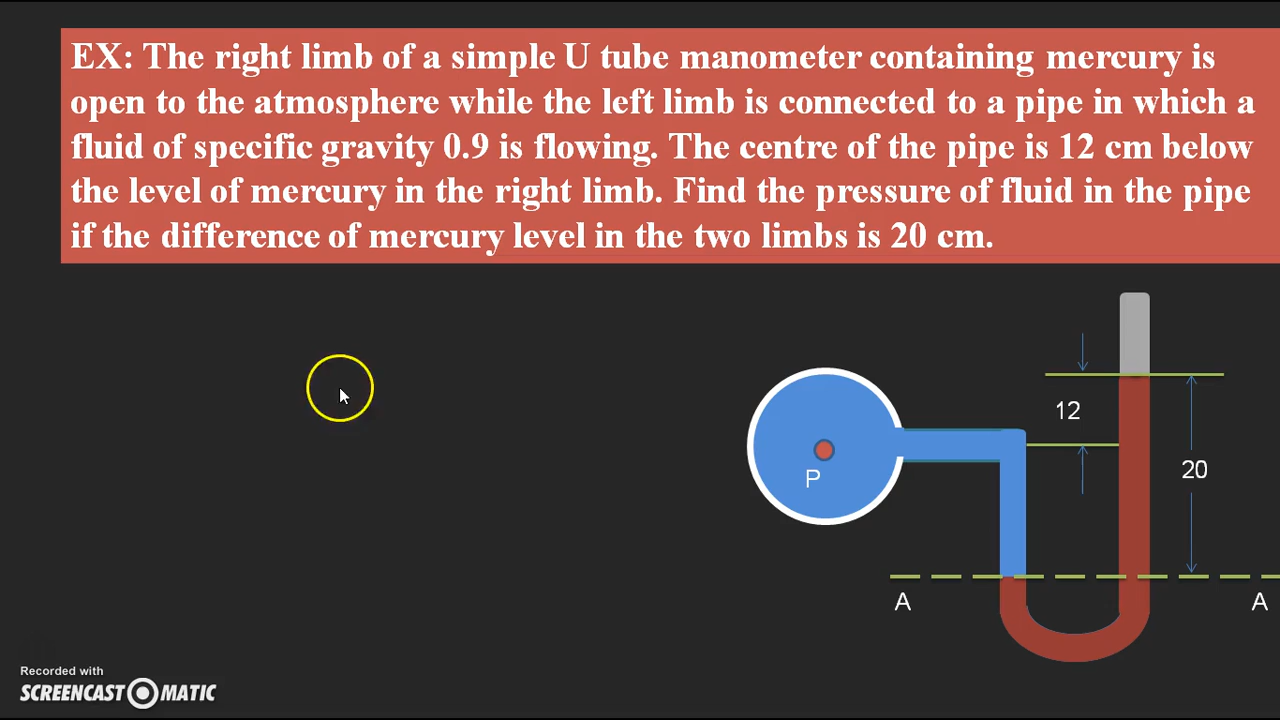 EX: The right limb of a simple U tube manometer containing mercury is
open to the atmosphere while the left limb is connected to a pipe in which a
fluid of specific gravity 0.9 is flowing. The centre of the pipe is 12 cm below
the level of mercury in the right limb. Find the pressure of fluid in the pipe
if the difference of mercury level in the two limbs is 20 cm.
12
20
P
A
A
Recorded with
SCREENCAST MATIC